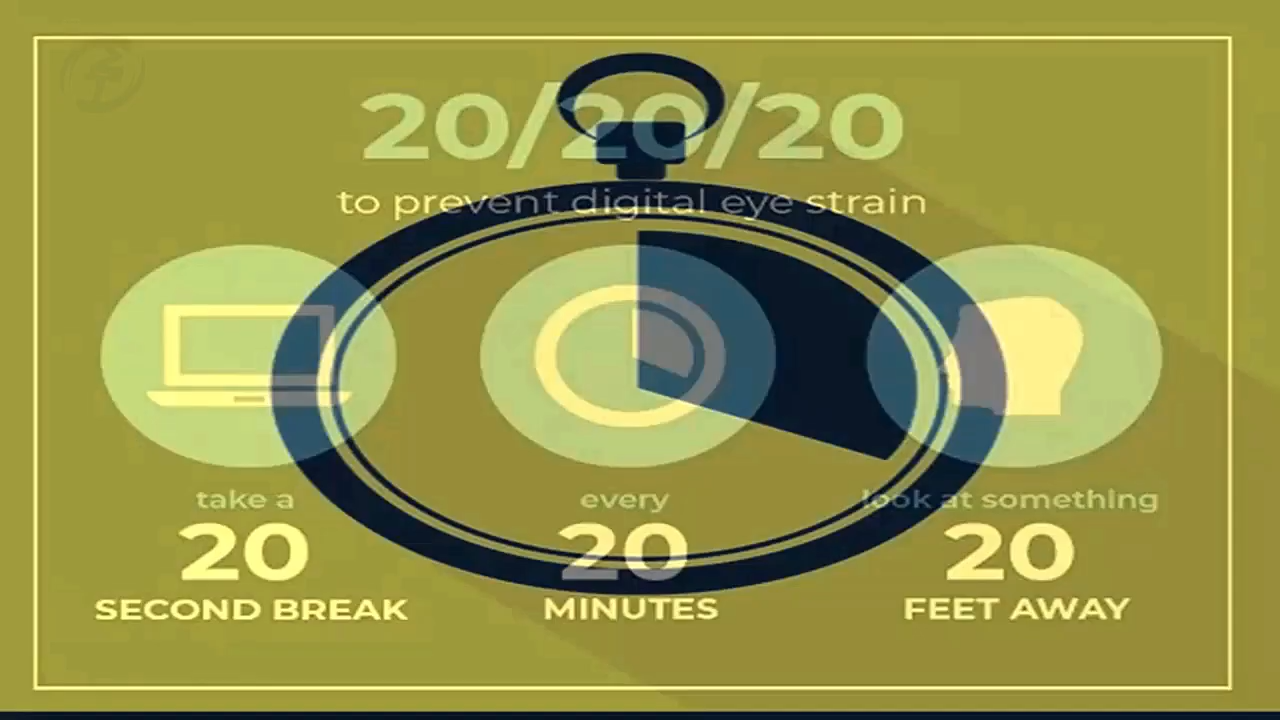 20/20/20
to prevent digital eye strain
take a
20
SECOND BREAK
every
20
MINUTES
look at something
20
FEET AWAY